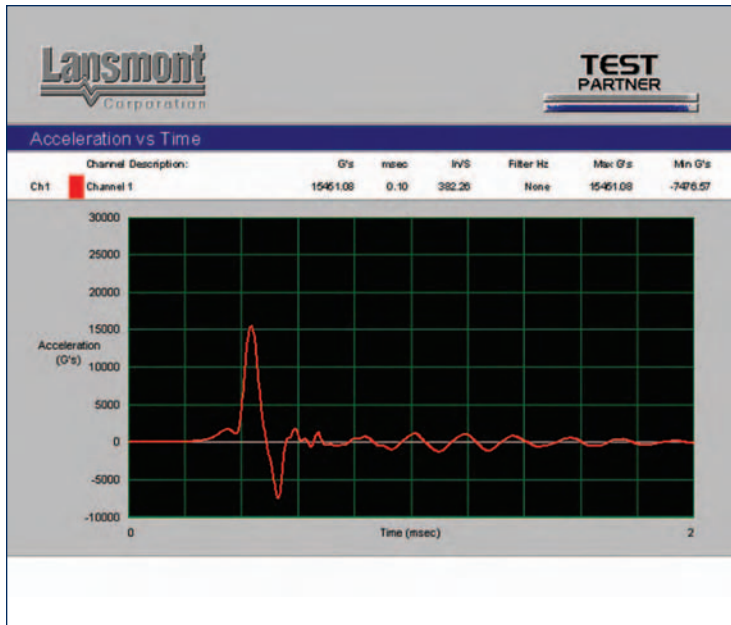 Lansmont
Corporation
TEST
PARTNER
Acceleration vs Time
Channel Description: G's msec In/S Filter Hz Max G's Min G's
Ch1 Channel 1 15451.08 0.10 382.26 None 15451.08 -7476.57
30000
25000
20000
15000
Acceleration
(G's)
10000
5000
0
-5000
-10000
0 Time (msec) 2